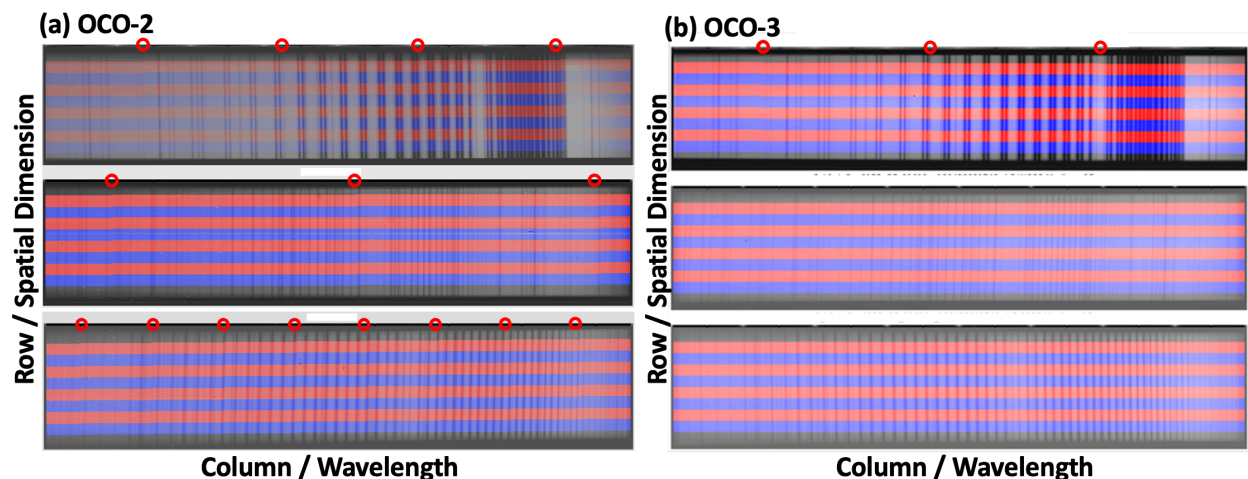 (a) OCO-2
(b) OCO-3
Row / Spatial Dimension
Row / Spatial Dimension
Column / Wavelength
Column / Wavelength